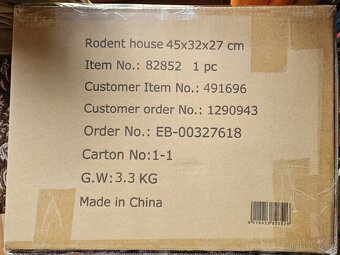 Rodent house 45x32x27 cm
Item No.: 82852 1 pc
Customer Item No.: 491696
Customer order No.: 1290943
Order No.: EB-00327618
Carton No:1-1
G.W: 3.3 KG
Made in China